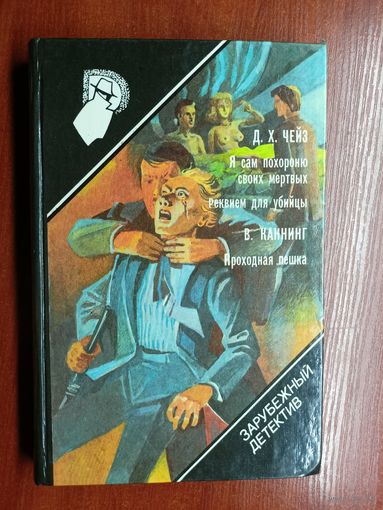 Д. Х. ЧЕЙЗ
Я сам похороню
своих мертвых
Реквием для убийцы
В. КАННИНГ
Проходная пешка
ЗАРУБЕЖНЫЙ
ДЕТЕКТИВ